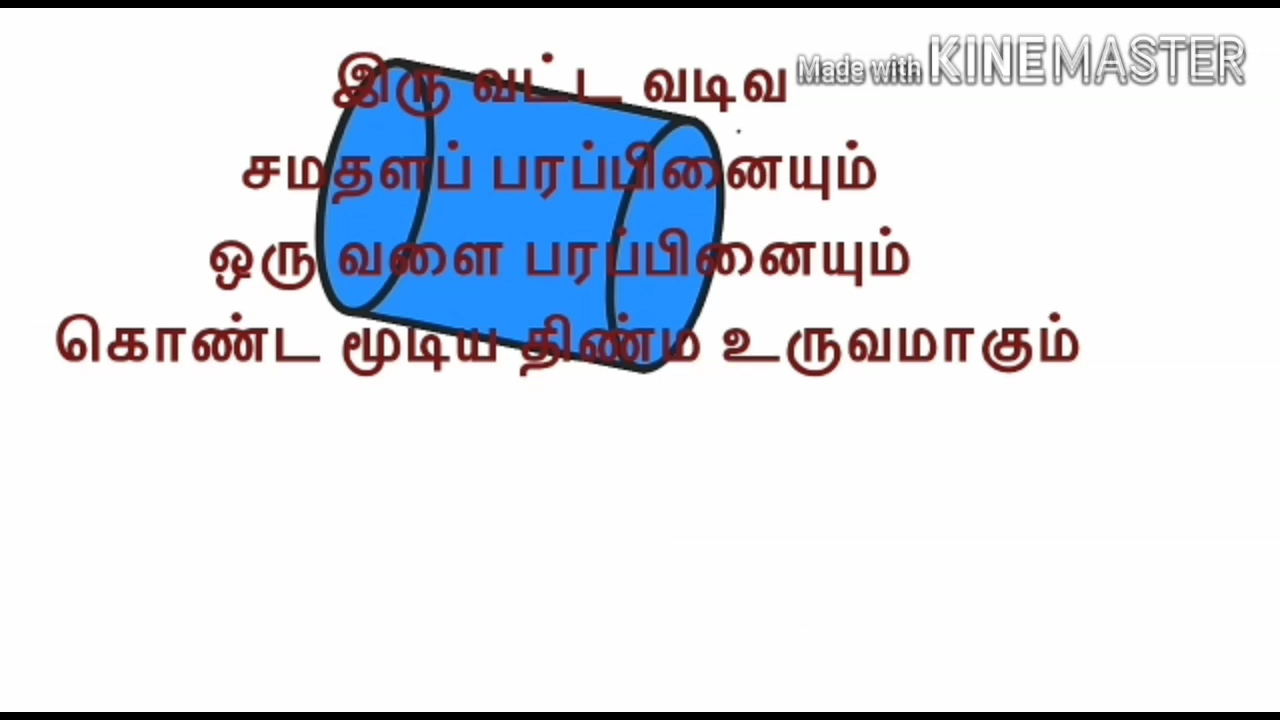 Made with KINEMASTER
இரு வட்ட வடிவ
சமதளப் பரப்பினையும்
ஒரு வளை பரப்பினையும்
கொண்ட மூடிய திண்ம உருவமாகும்